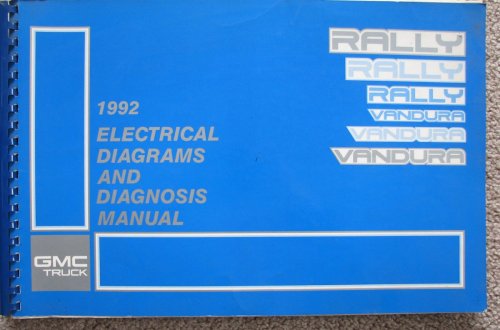 RALLY
RALLY
RALLY
VANDURA
VANDURA
VANDURA
1992
ELECTRICAL
DIAGRAMS
AND
DIAGNOSIS
MANUAL
GMC
TRUCK